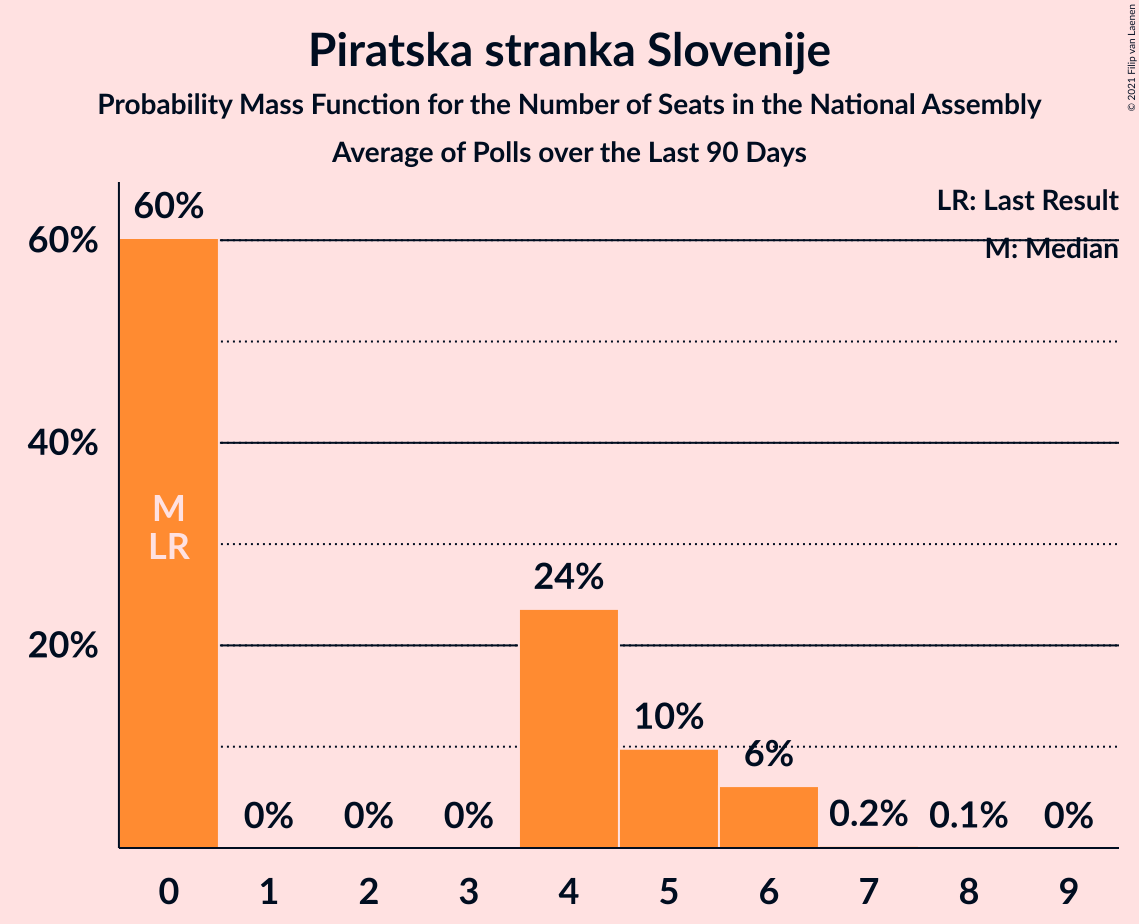 © 2021 Filip van Laenen
Piratska stranka Slovenije
Probability Mass Function for the Number of Seats in the National Assembly
Average of Polls over the Last 90 Days
LR: Last Result
M: Median
60%
60%
40%
20%
M
LR
0%
0%
0%
24%
10%
6%
0.2%
0.1%
0%
0 1 2 3 4 5 6 7 8 9